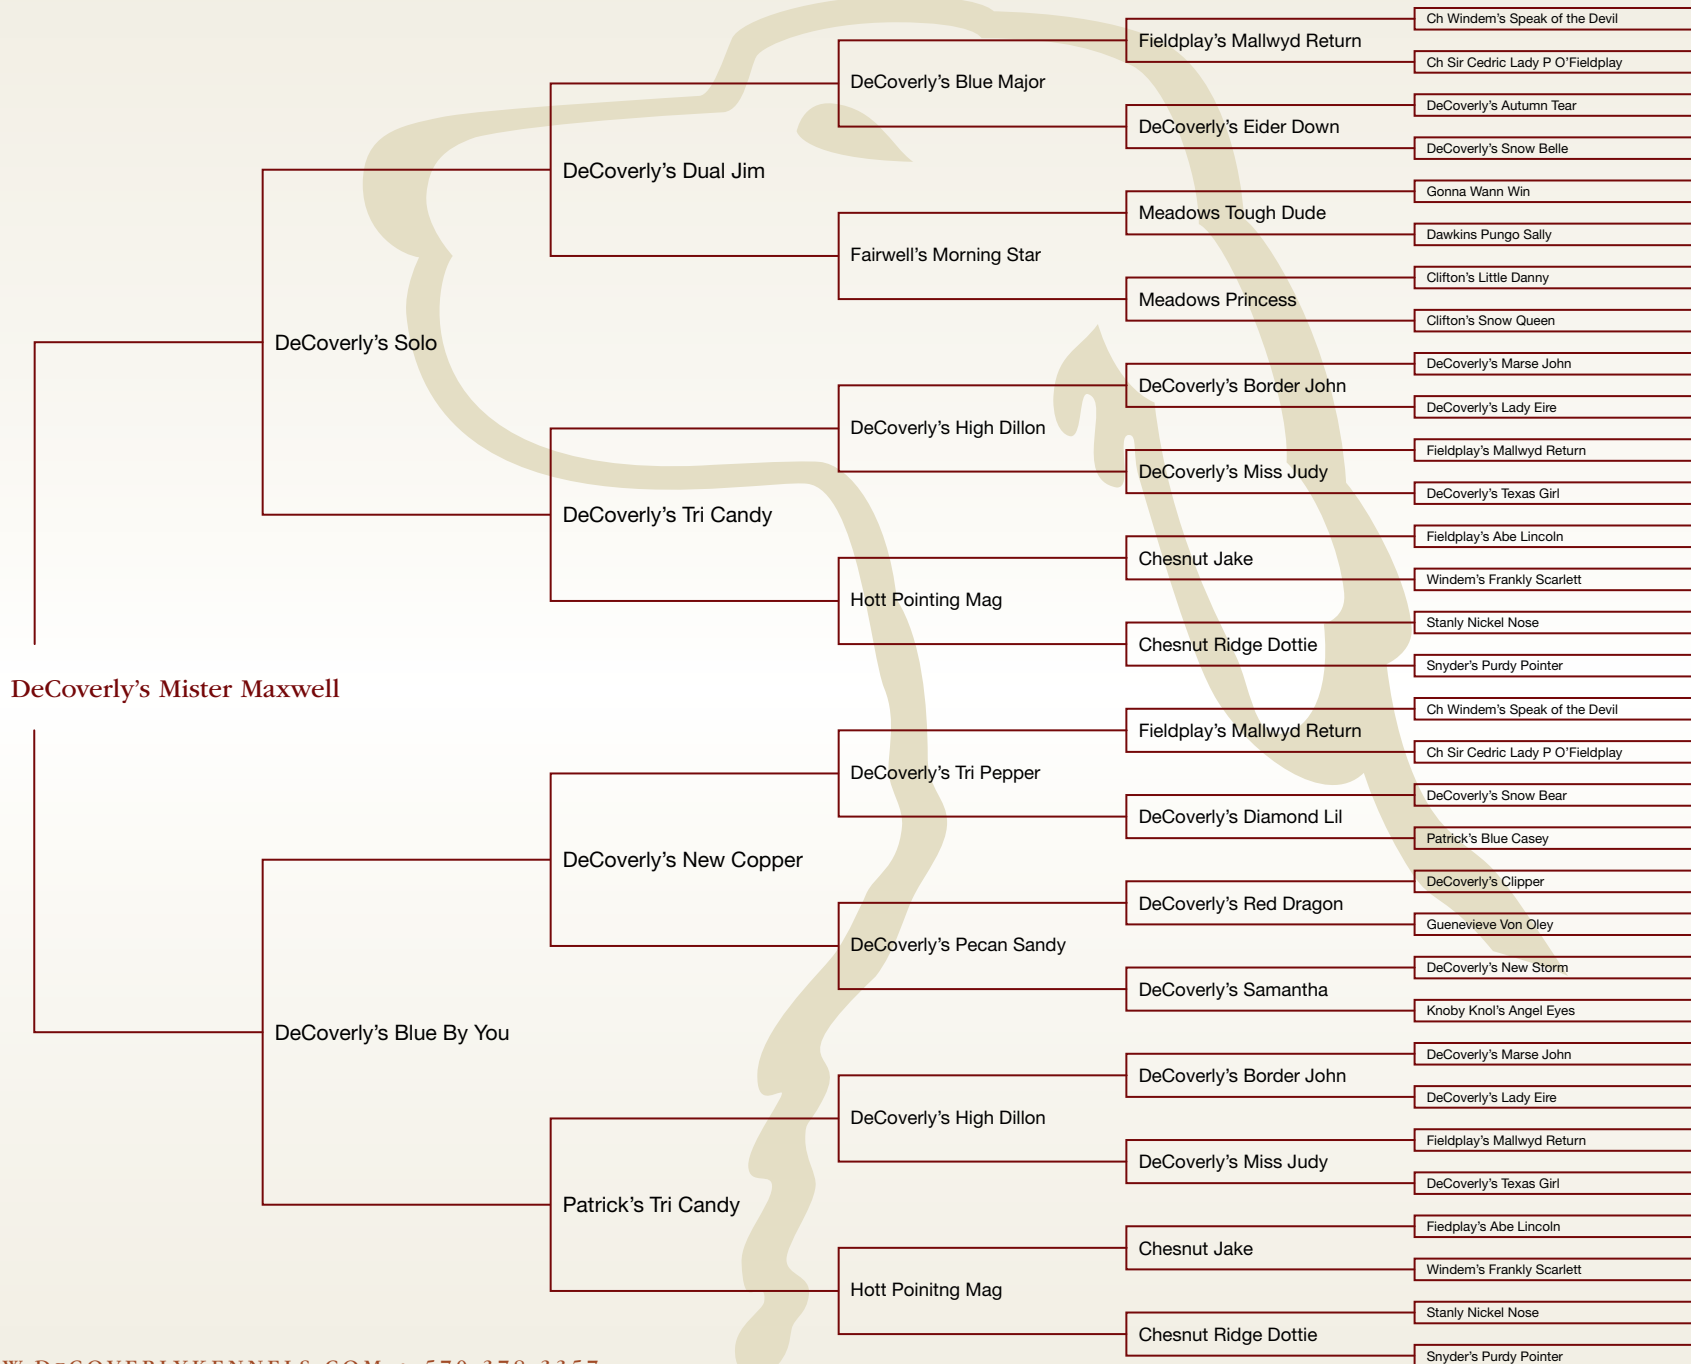 Ch Windem's Speak of the Devil
Fieldplay's Mallwyd Return
Ch Sir Cedric Lady P O'Fieldplay
DeCoverly's Blue Major
DeCoverly's Autumn Tear
DeCoverly's Eider Down
DeCoverly's Snow Belle
DeCoverly's Dual Jim
Gonna Wann Win
Meadows Tough Dude
Dawkins Pungo Sally
Fairwell's Morning Star
Clifton's Little Danny
Meadows Princess
Clifton's Snow Queen
DeCoverly's Solo
DeCoverly's Marse John
DeCoverly's Border John
DeCoverly's Lady Eire
DeCoverly's High Dillon
Fieldplay's Mallwyd Return
DeCoverly's Miss Judy
DeCoverly's Texas Girl
DeCoverly's Tri Candy
Fieldplay's Abe Lincoln
Chesnut Jake
Windem's Frankly Scarlett
Hott Pointing Mag
Stanly Nickel Nose
Chesnut Ridge Dottie
Snyder's Purdy Pointer
DeCoverly's Mister Maxwell
Ch Windem's Speak of the Devil
Fieldplay's Mallwyd Return
Ch Sir Cedric Lady P O'Fieldplay
DeCoverly's Tri Pepper
DeCoverly's Snow Bear
DeCoverly's Diamond Lil
Patrick's Blue Casey
DeCoverly's New Copper
DeCoverly's Clipper
DeCoverly's Red Dragon
Guenevieve Von Oley
DeCoverly's Pecan Sandy
DeCoverly's New Storm
DeCoverly's Samantha
Knoby Knol's Angel Eyes
DeCoverly's Blue By You
DeCoverly's Marse John
DeCoverly's Border John
DeCoverly's Lady Eire
DeCoverly's High Dillon
Fieldplay's Mallwyd Return
DeCoverly's Miss Judy
DeCoverly's Texas Girl
Patrick's Tri Candy
Fiedplay's Abe Lincoln
Chesnut Jake
Windem's Frankly Scarlett
Hott Poinitng Mag
Stanly Nickel Nose
Chesnut Ridge Dottie
Snyder's Purdy Pointer
W.DECOVERLYKENNELS.COM • 570-378-3357